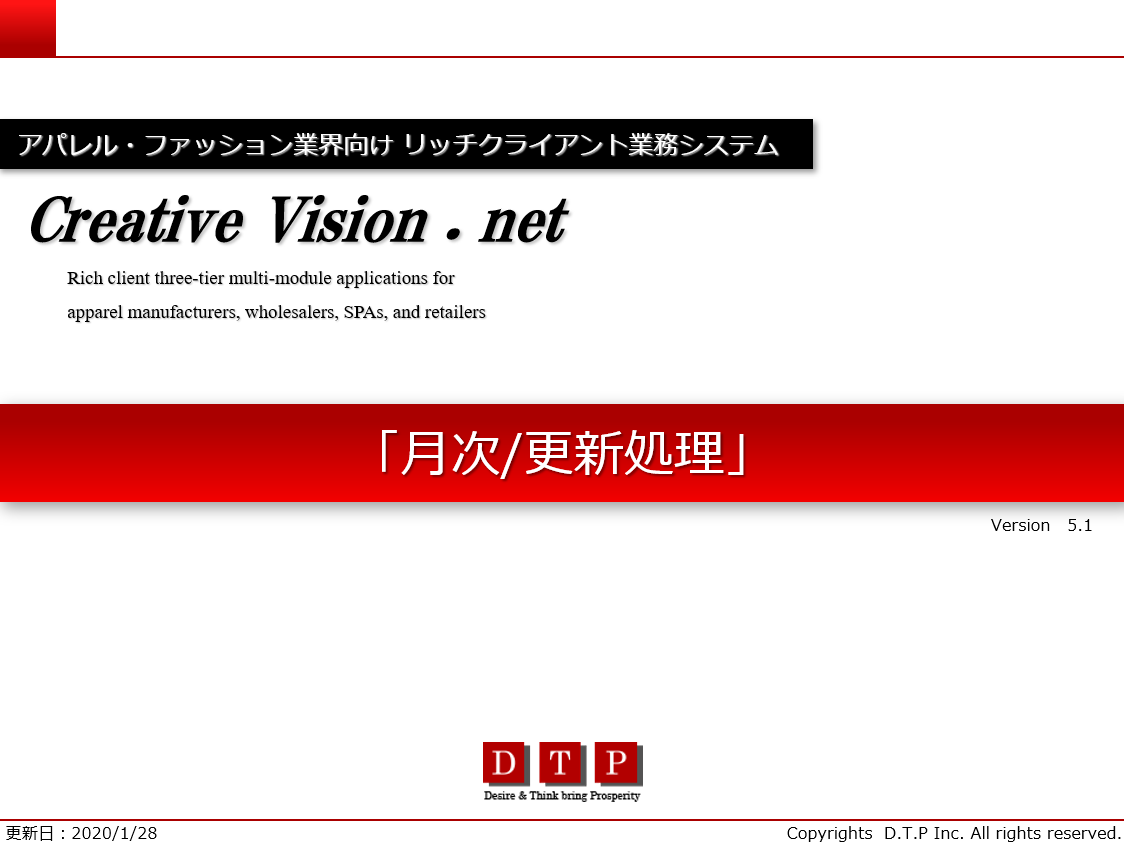 アパレル・ファッション業界向け リッチクライアント業務システム
Creative Vision . net
Rich client three-tier multi-module applications for
apparel manufacturers, wholesalers, SPAs, and retailers
「月次/更新処理」
Version　5.1
D T P
Desire & Think bring Prosperity
更新日：2020/1/28
Copyrights  D.T.P Inc. All rights reserved.